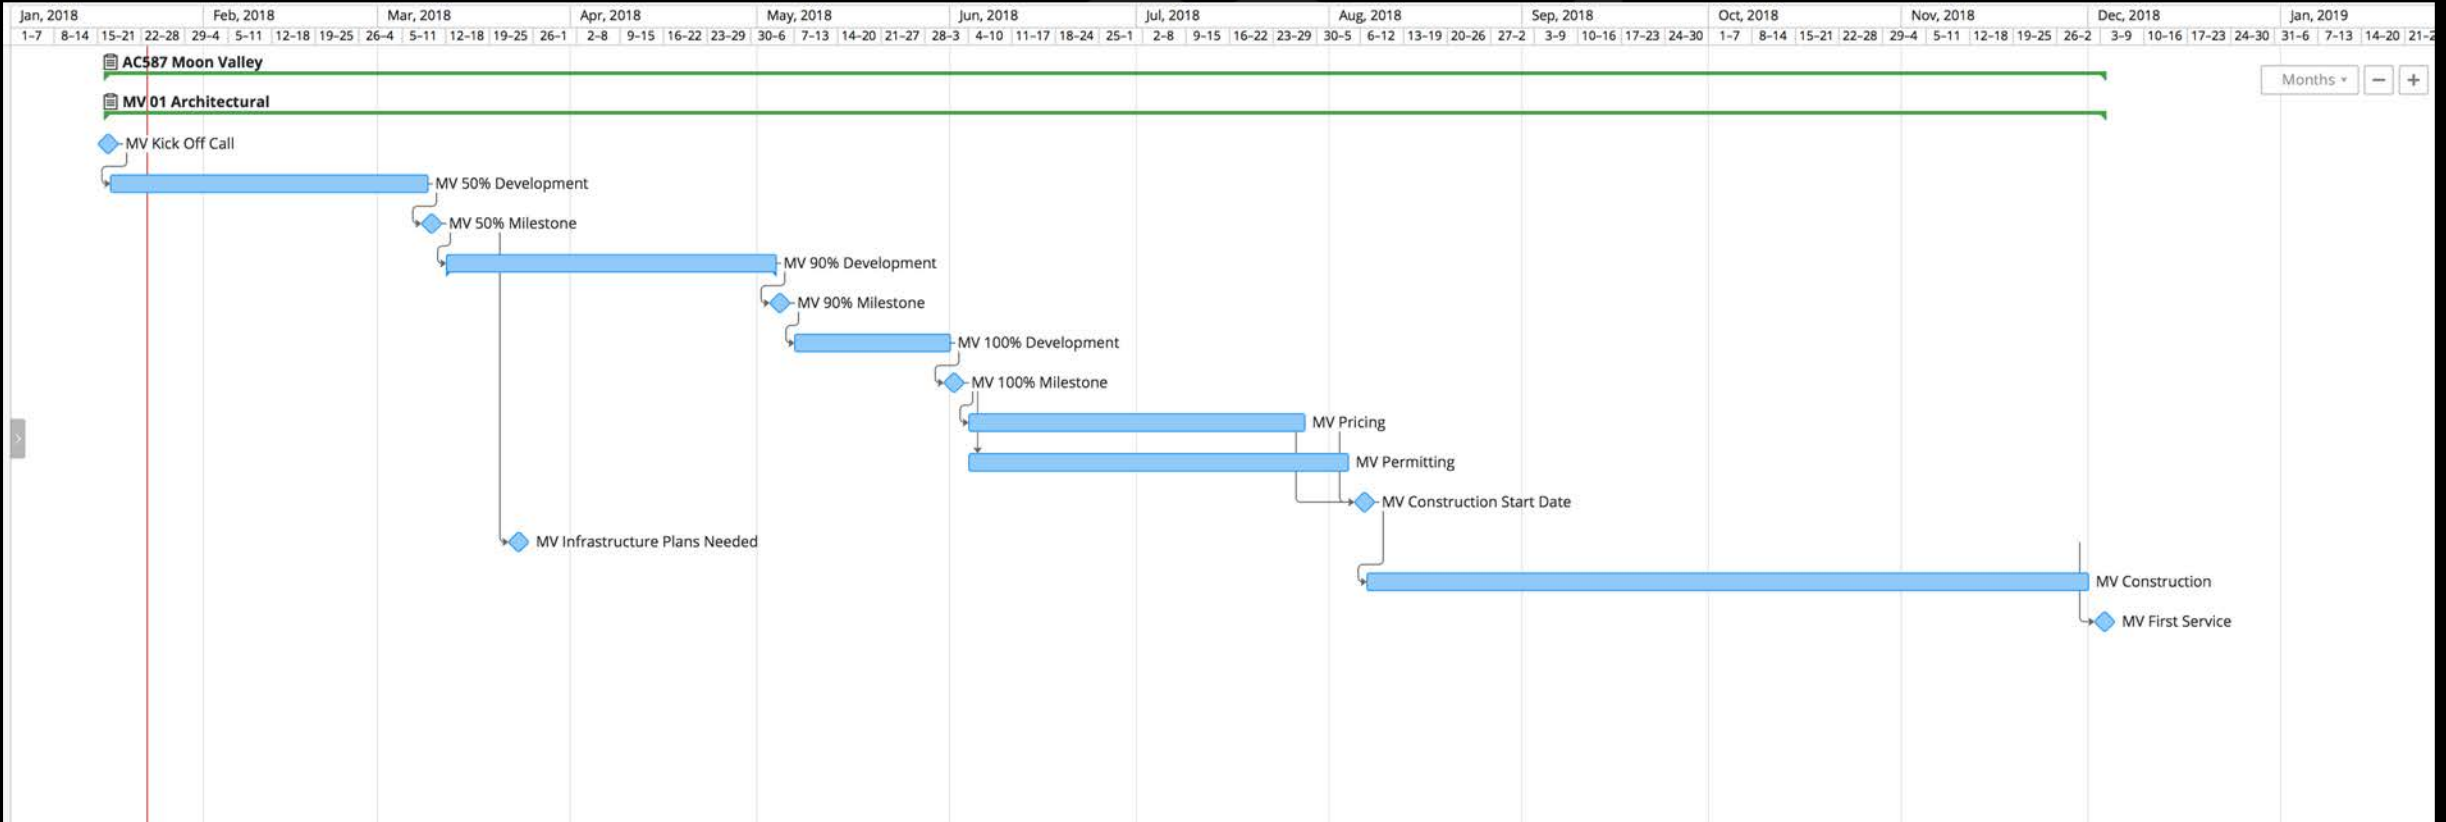 Jan, 2018 Feb, 2018 Mar, 2018 Apr, 2018 May, 2018 Jun, 2018 Jul, 2018 Aug, 2018 Sep, 2018 Oct, 2018 Nov, 2018 Dec, 2018 Jan, 2019
1-7 8-14 15-21 22-28 29-4 5-11 12-18 19-25 26-4 5-11 12-18 19-25 26-1 2-8 9-15 16-22 23-29 30-6 7-13 14-20 21-27 28-3 4-10 11-17 18-24 25-1 2-8 9-15 16-22 23-29 30-5 6-12 13-19 20-26 27-2 3-9 10-16 17-23 24-30 1-7 8-14 15-21 22-28 29-4 5-11 12-18 19-25 26-2 3-9 10-16 17-23 24-30 31-6 7-13 14-20 21-2
AC587 Moon Valley
Months
MV 01 Architectural
MV Kick Off Call
MV 50% Development
MV 50% Milestone
MV 90% Development
MV 90% Milestone
MV 100% Development
MV 100% Milestone
MV Pricing
MV Permitting
MV Construction Start Date
MV Infrastructure Plans Needed
MV Construction
MV First Service